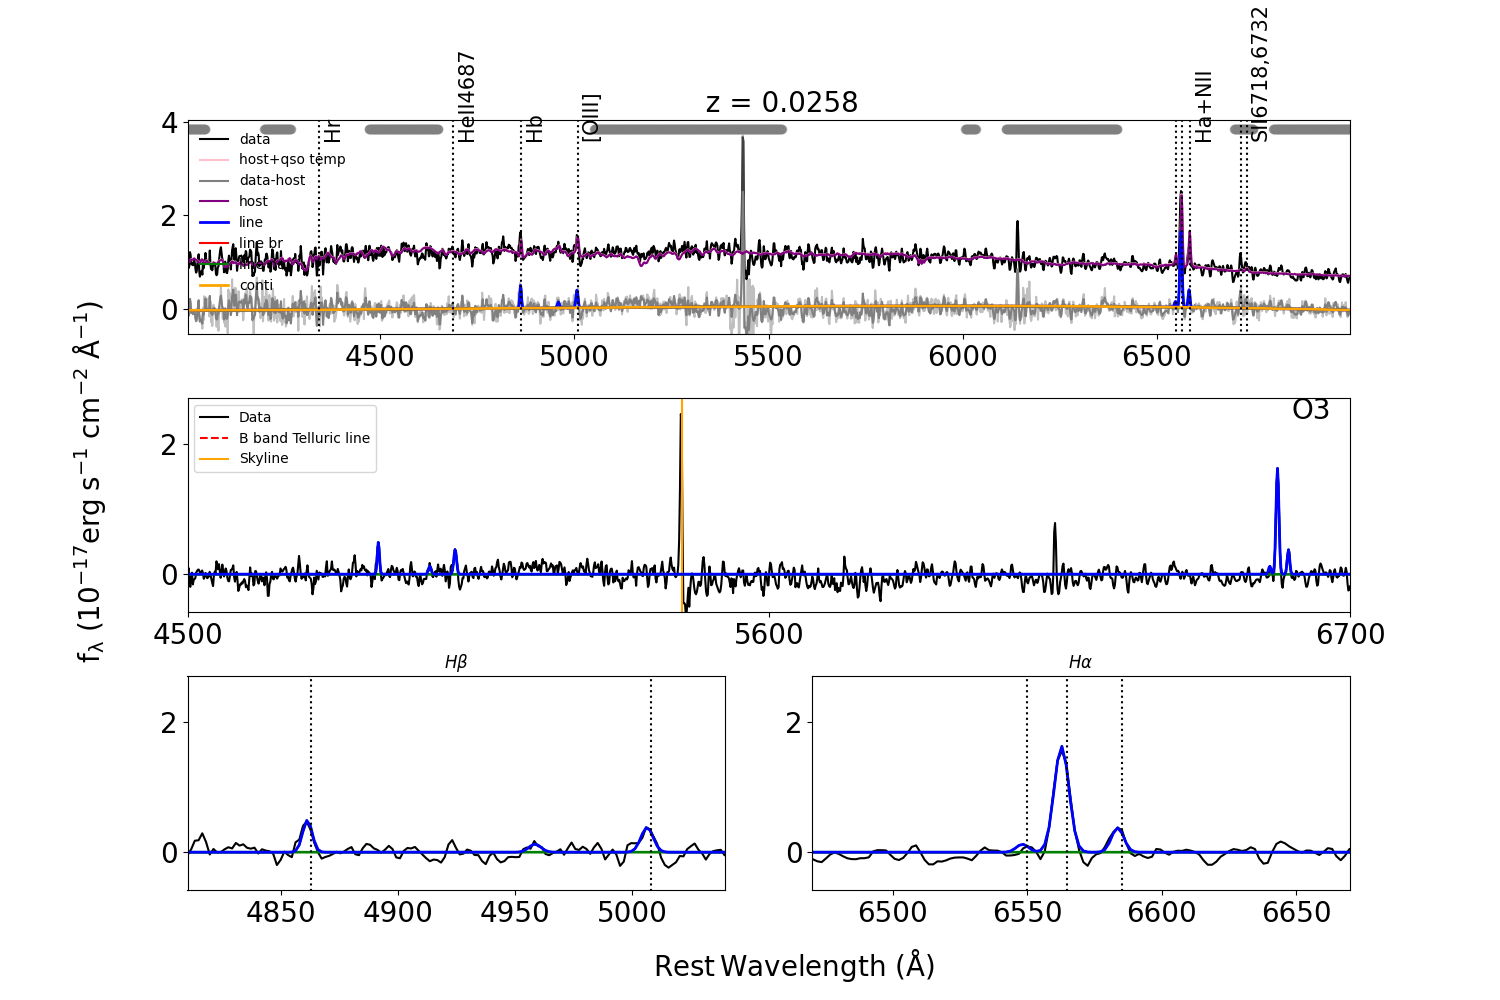 z = 0.0258
Hr
HeII4687
Hb
[OIII]
Ha+NII
SII6718,6732
4
2
0
data
host+qso temp
data-host
host
line
line br
conti
4500 5000 5500 6000 6500
O3
Data
B band Telluric line
Skyline
2
0
4500 5600 6700
fλ (10−17erg s−1 cm−2 Å−1)
Hβ
2
0
4850 4900 4950 5000
Hα
2
0
6500 6550 6600 6650
Rest Wavelength (Å)